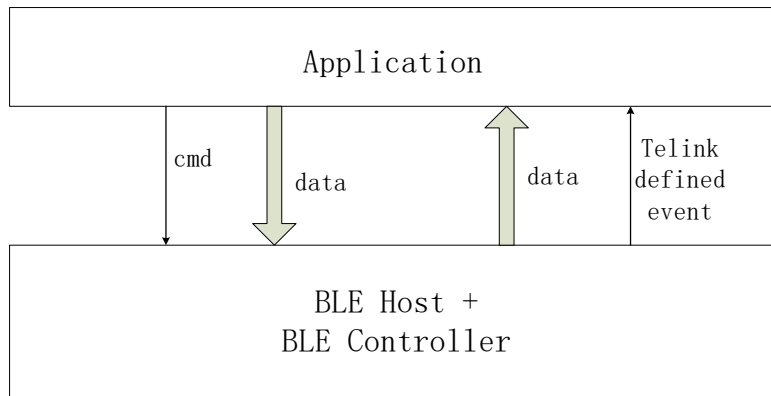 Application
cmd
data
data
Telink
defined
event
BLE Host +
BLE Controller